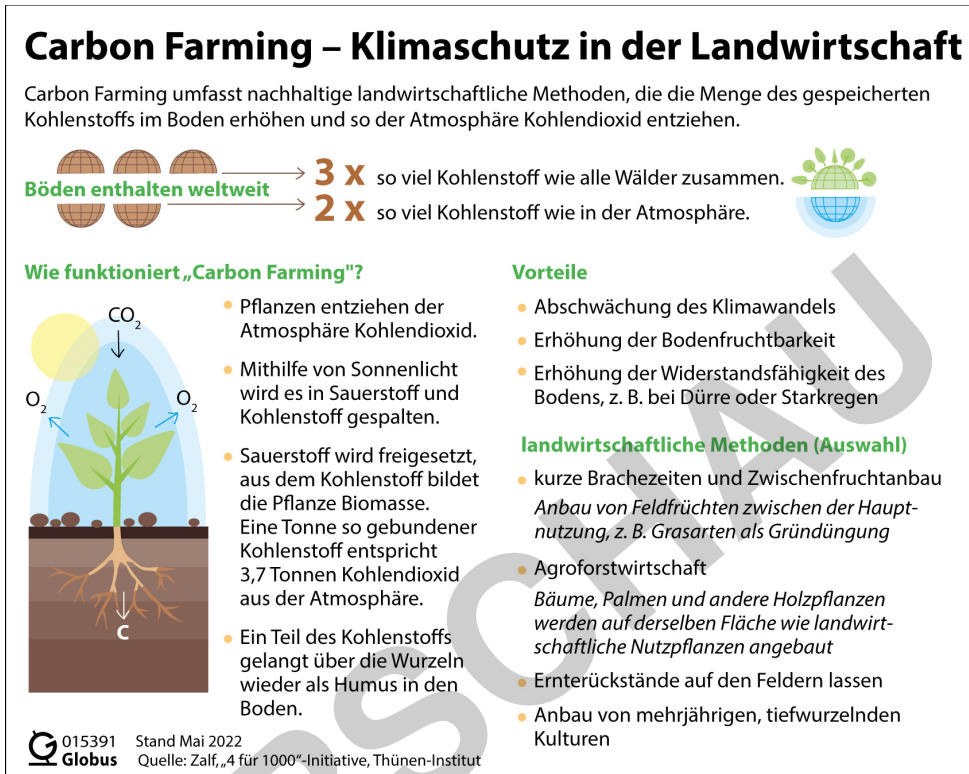 Carbon Farming – Klimaschutz in der Landwirtschaft
Carbon Farming umfasst nachhaltige landwirtschaftliche Methoden, die die Menge des gespeicherten
Kohlenstoffs im Boden erhöhen und so der Atmosphäre Kohlendioxid entziehen.
Böden enthalten weltweit
3 x so viel Kohlenstoff wie alle Wälder zusammen.
2 x so viel Kohlenstoff wie in der Atmosphäre.
Wie funktioniert „Carbon Farming"?
CO₂
O₂
O₂
C
• Pflanzen entziehen der
Atmosphäre Kohlendioxid.
• Mithilfe von Sonnenlicht
wird es in Sauerstoff und
Kohlenstoff gespalten.
• Sauerstoff wird freigesetzt,
aus dem Kohlenstoff bildet
die Pflanze Biomasse.
Eine Tonne so gebundener
Kohlenstoff entspricht
3,7 Tonnen Kohlendioxid
aus der Atmosphäre.
• Ein Teil des Kohlenstoffs
gelangt über die Wurzeln
wieder als Humus in den
Boden.
Vorteile
• Abschwächung des Klimawandels
• Erhöhung der Bodenfruchtbarkeit
• Erhöhung der Widerstandsfähigkeit des
Bodens, z. B. bei Dürre oder Starkregen
landwirtschaftliche Methoden (Auswahl)
• kurze Brachezeiten und Zwischenfruchtanbau
Anbau von Feldfrüchten zwischen der Haupt-
nutzung, z. B. Grasarten als Gründüngung
• Agroforstwirtschaft
Bäume, Palmen und andere Holzpflanzen
werden auf derselben Fläche wie landwirt-
schaftliche Nutzpflanzen angebaut
• Ernterückstände auf den Feldern lassen
• Anbau von mehrjährigen, tiefwurzelnden
Kulturen
015391 Stand Mai 2022
Globus Quelle: Zalf, „4 für 1000"-Initiative, Thünen-Institut
RSCHAU